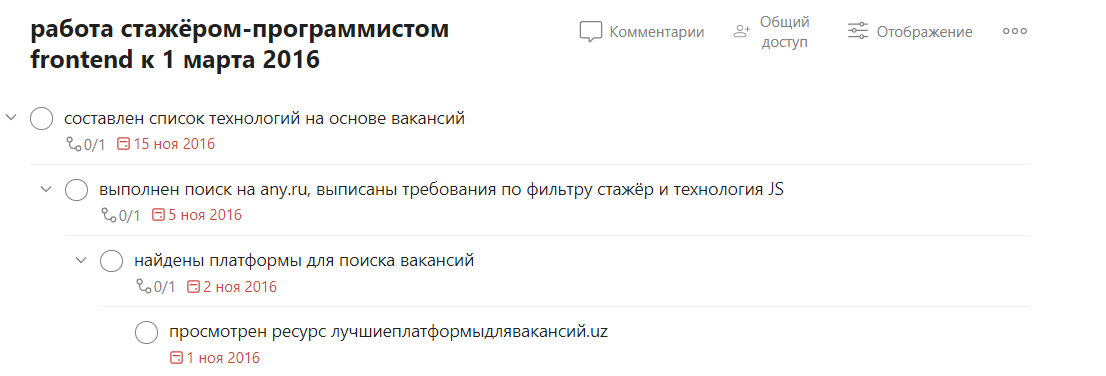 работа стажёром-программистом
frontend к 1 марта 2016
Комментарии
Общий
доступ
Отображение
составлен список технологий на основе вакансий
0/1 15 ноя 2016
выполнен поиск на any.ru, выписаны требования по фильтру стажёр и технология JS
0/1 5 ноя 2016
найдены платформы для поиска вакансий
0/1 2 ноя 2016
просмотрен ресурс лучшиеплатформыдлявакансий.uz
1 ноя 2016